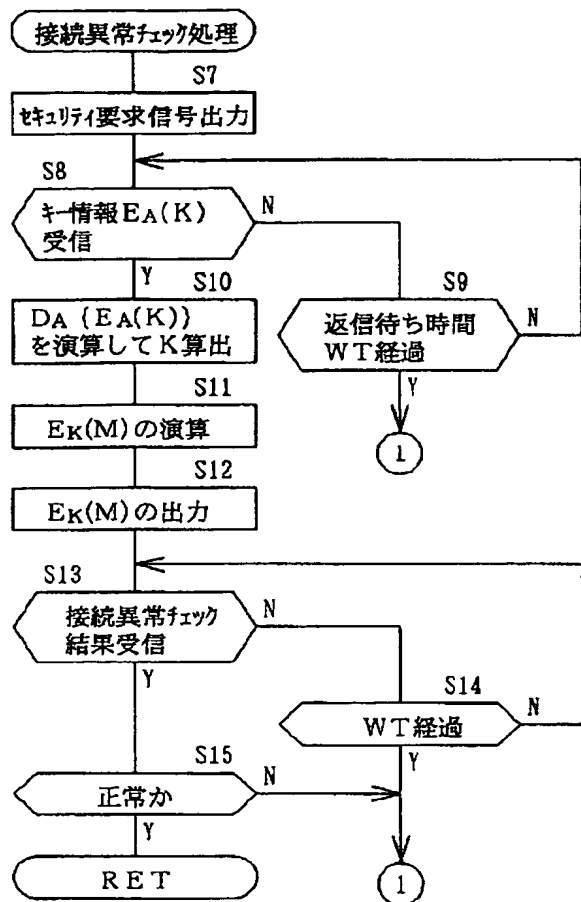 接続異常チェック処理
S7
セキュリティ要求信号出力
S8
キー情報EA(K)
受信
N
Y
S10
DA{EA(K)}
を演算してK算出
S9
返信待ち時間
WT経過
N
Y
1
S11
EK(M)の演算
S12
EK(M)の出力
S13
接続異常チェック
結果受信
N
Y
S14
WT経過
N
Y
S15
正常か
N
Y
RET
1